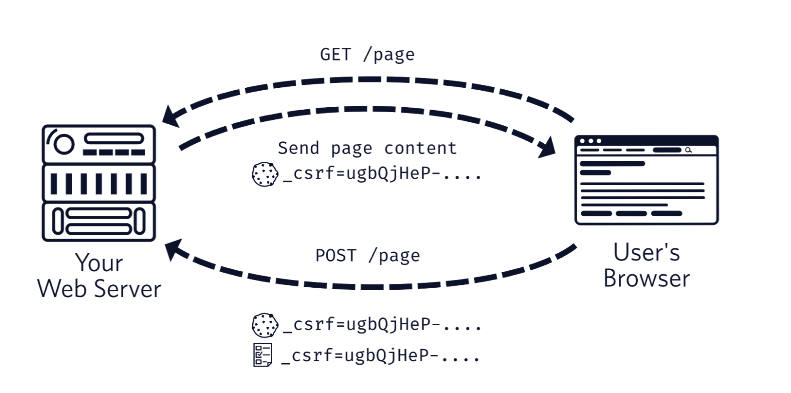 GET /page
Send page content
_csrf=ugbQjHeP-....
POST /page
Your
Web Server
User's
Browser
_csrf=ugbQjHeP-....
_csrf=ugbQjHeP-....